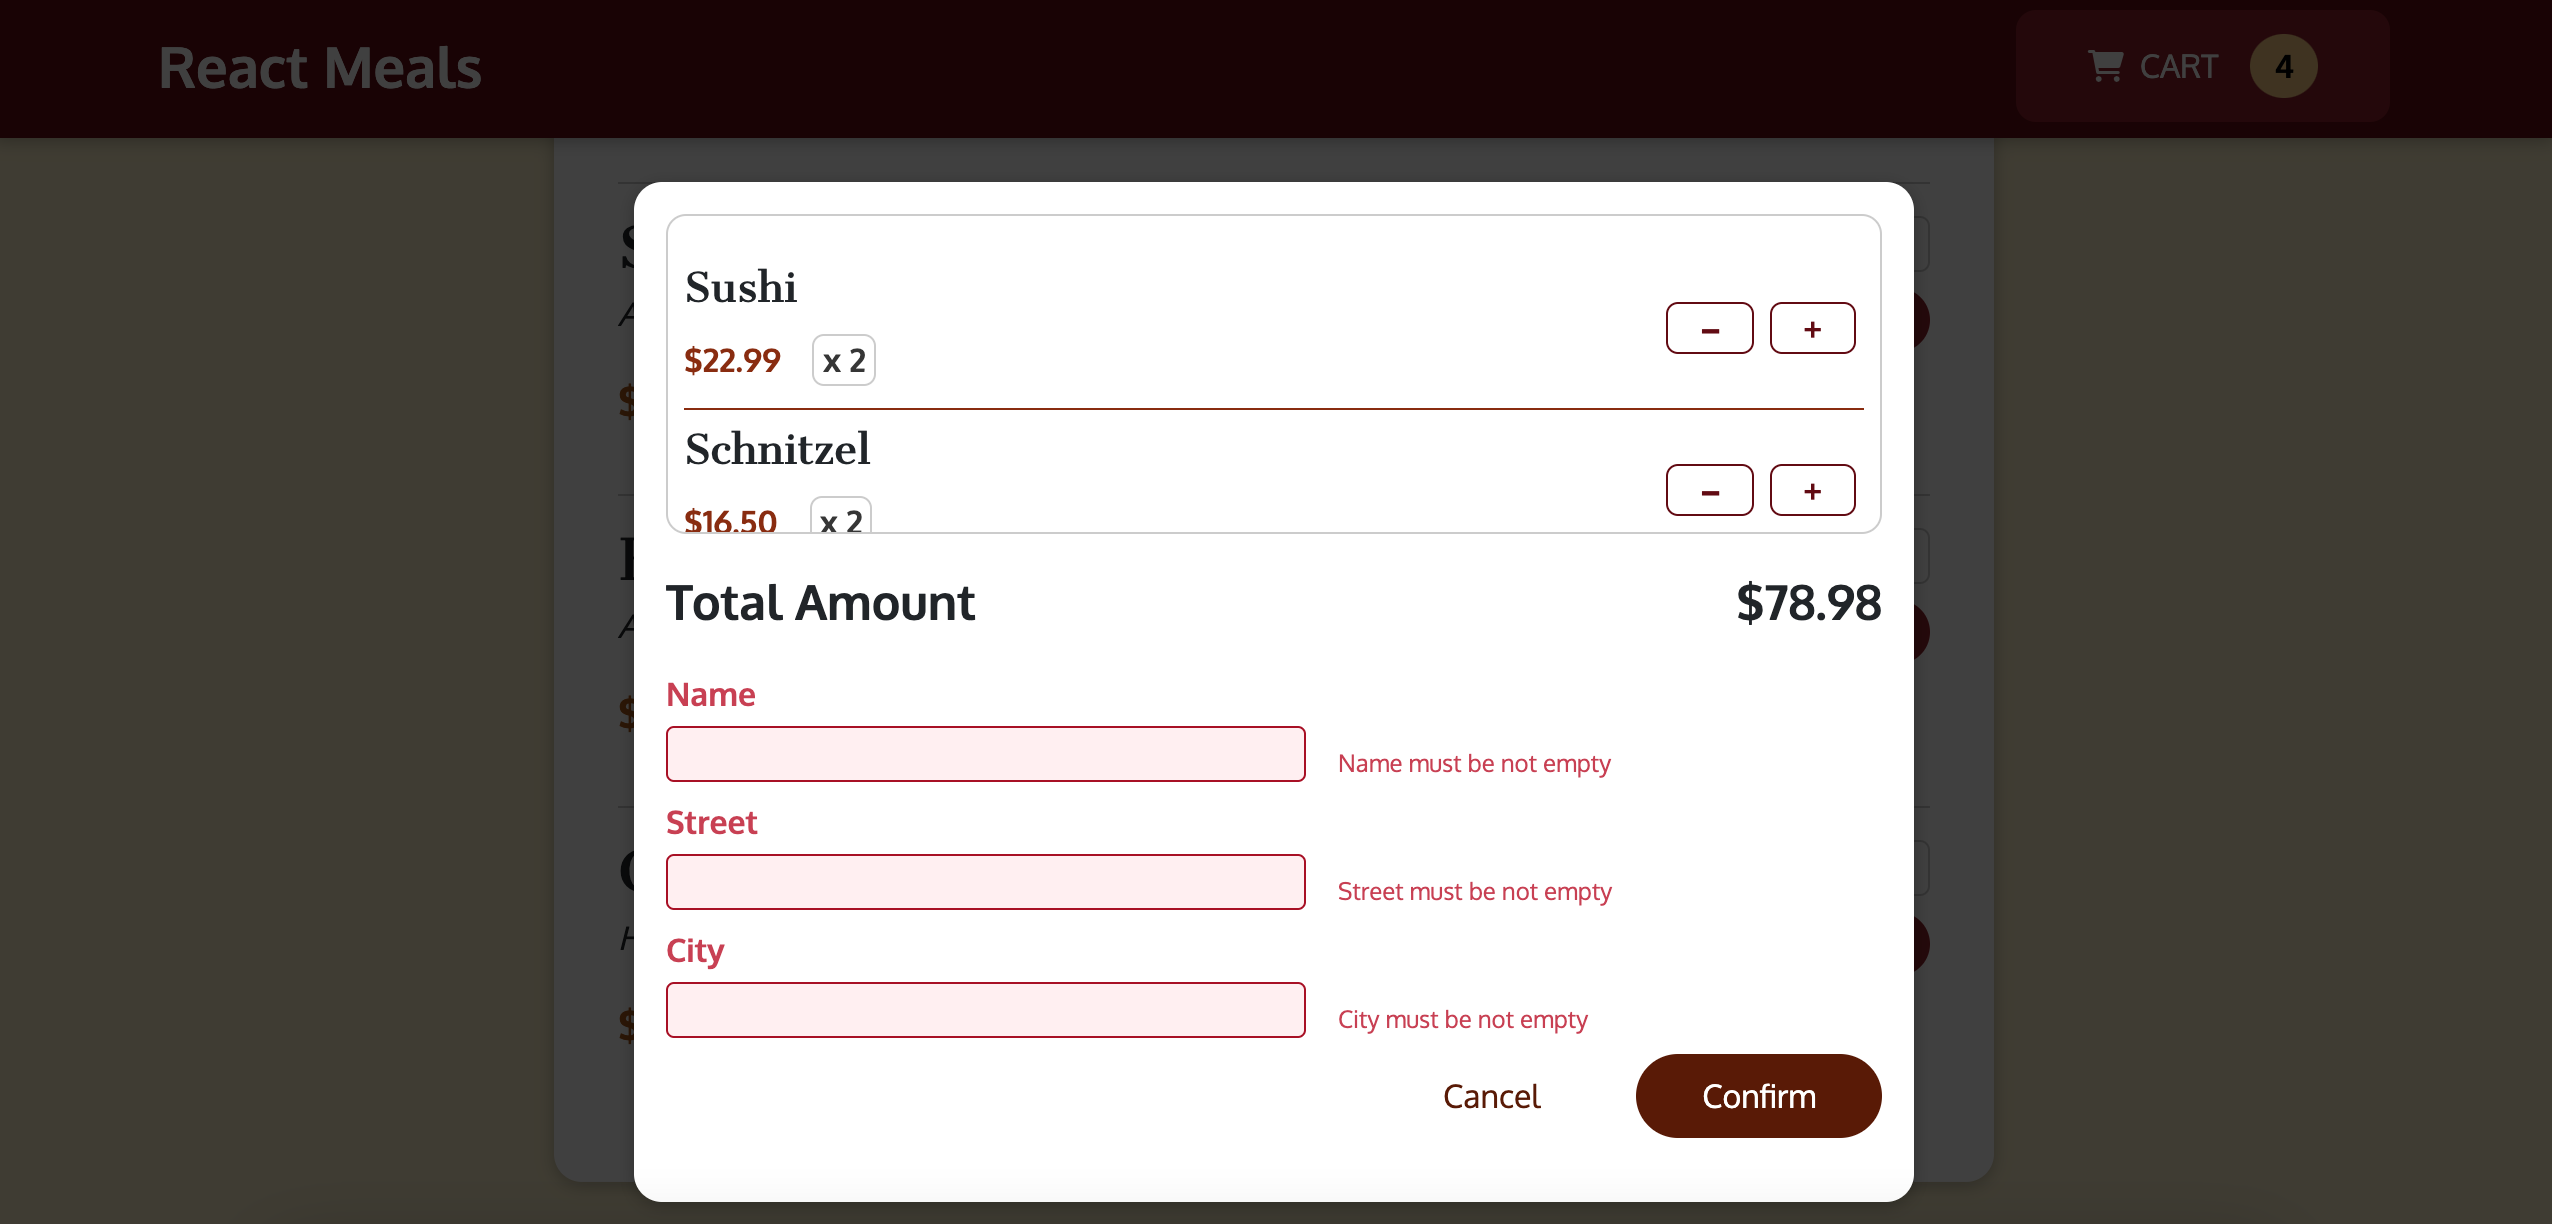 React Meals
CART 4
Sushi
– +
$22.99 x 2
Schnitzel
– +
$16.50 x 2
Total Amount $78.98
Name
Name must be not empty
Street
Street must be not empty
City
City must be not empty
Cancel Confirm